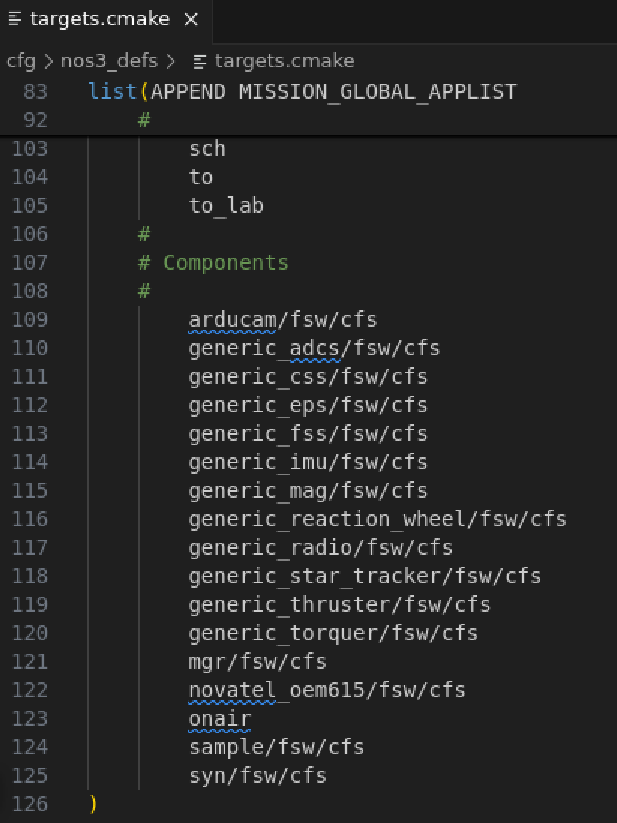 targets.cmake
cfg > nos3_defs > targets.cmake
83 list(APPEND MISSION_GLOBAL_APPLIST
92 #
103 sch
104 to
105 to_lab
106 #
107 # Components
108 #
109 arducam/fsw/cfs
110 generic_adcs/fsw/cfs
111 generic_css/fsw/cfs
112 generic_eps/fsw/cfs
113 generic_fss/fsw/cfs
114 generic_imu/fsw/cfs
115 generic_mag/fsw/cfs
116 generic_reaction_wheel/fsw/cfs
117 generic_radio/fsw/cfs
118 generic_star_tracker/fsw/cfs
119 generic_thruster/fsw/cfs
120 generic_torquer/fsw/cfs
121 mgr/fsw/cfs
122 novatel_oem615/fsw/cfs
123 onair
124 sample/fsw/cfs
125 syn/fsw/cfs
126 )